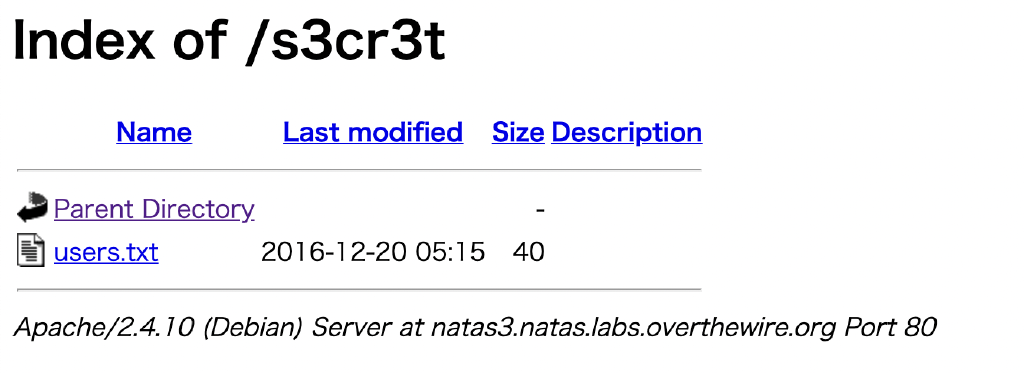 Index of /s3cr3t
Name Last modified Size Description
Parent Directory -
users.txt 2016-12-20 05:15 40
Apache/2.4.10 (Debian) Server at natas3.natas.labs.overthewire.org Port 80